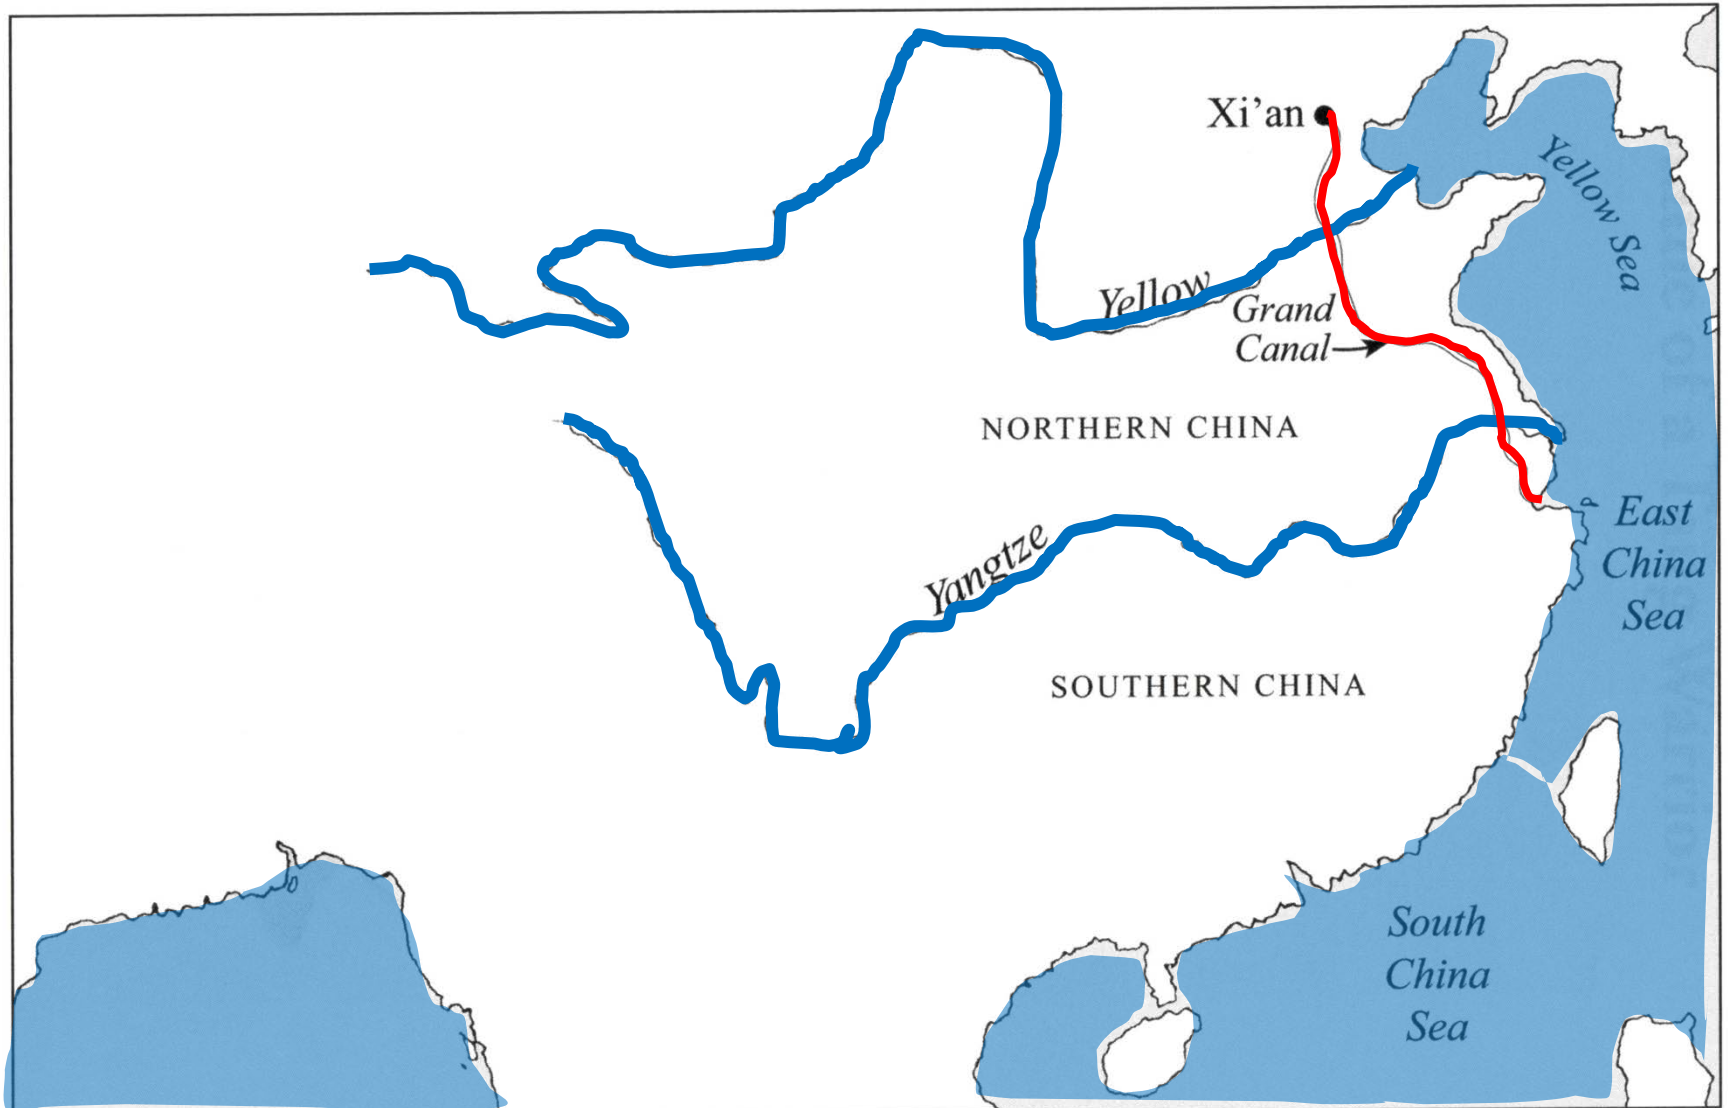 Xi’an
Yellow Sea
Yellow
Grand
Canal
NORTHERN CHINA
East
China
Sea
Yangtze
SOUTHERN CHINA
South
China
Sea